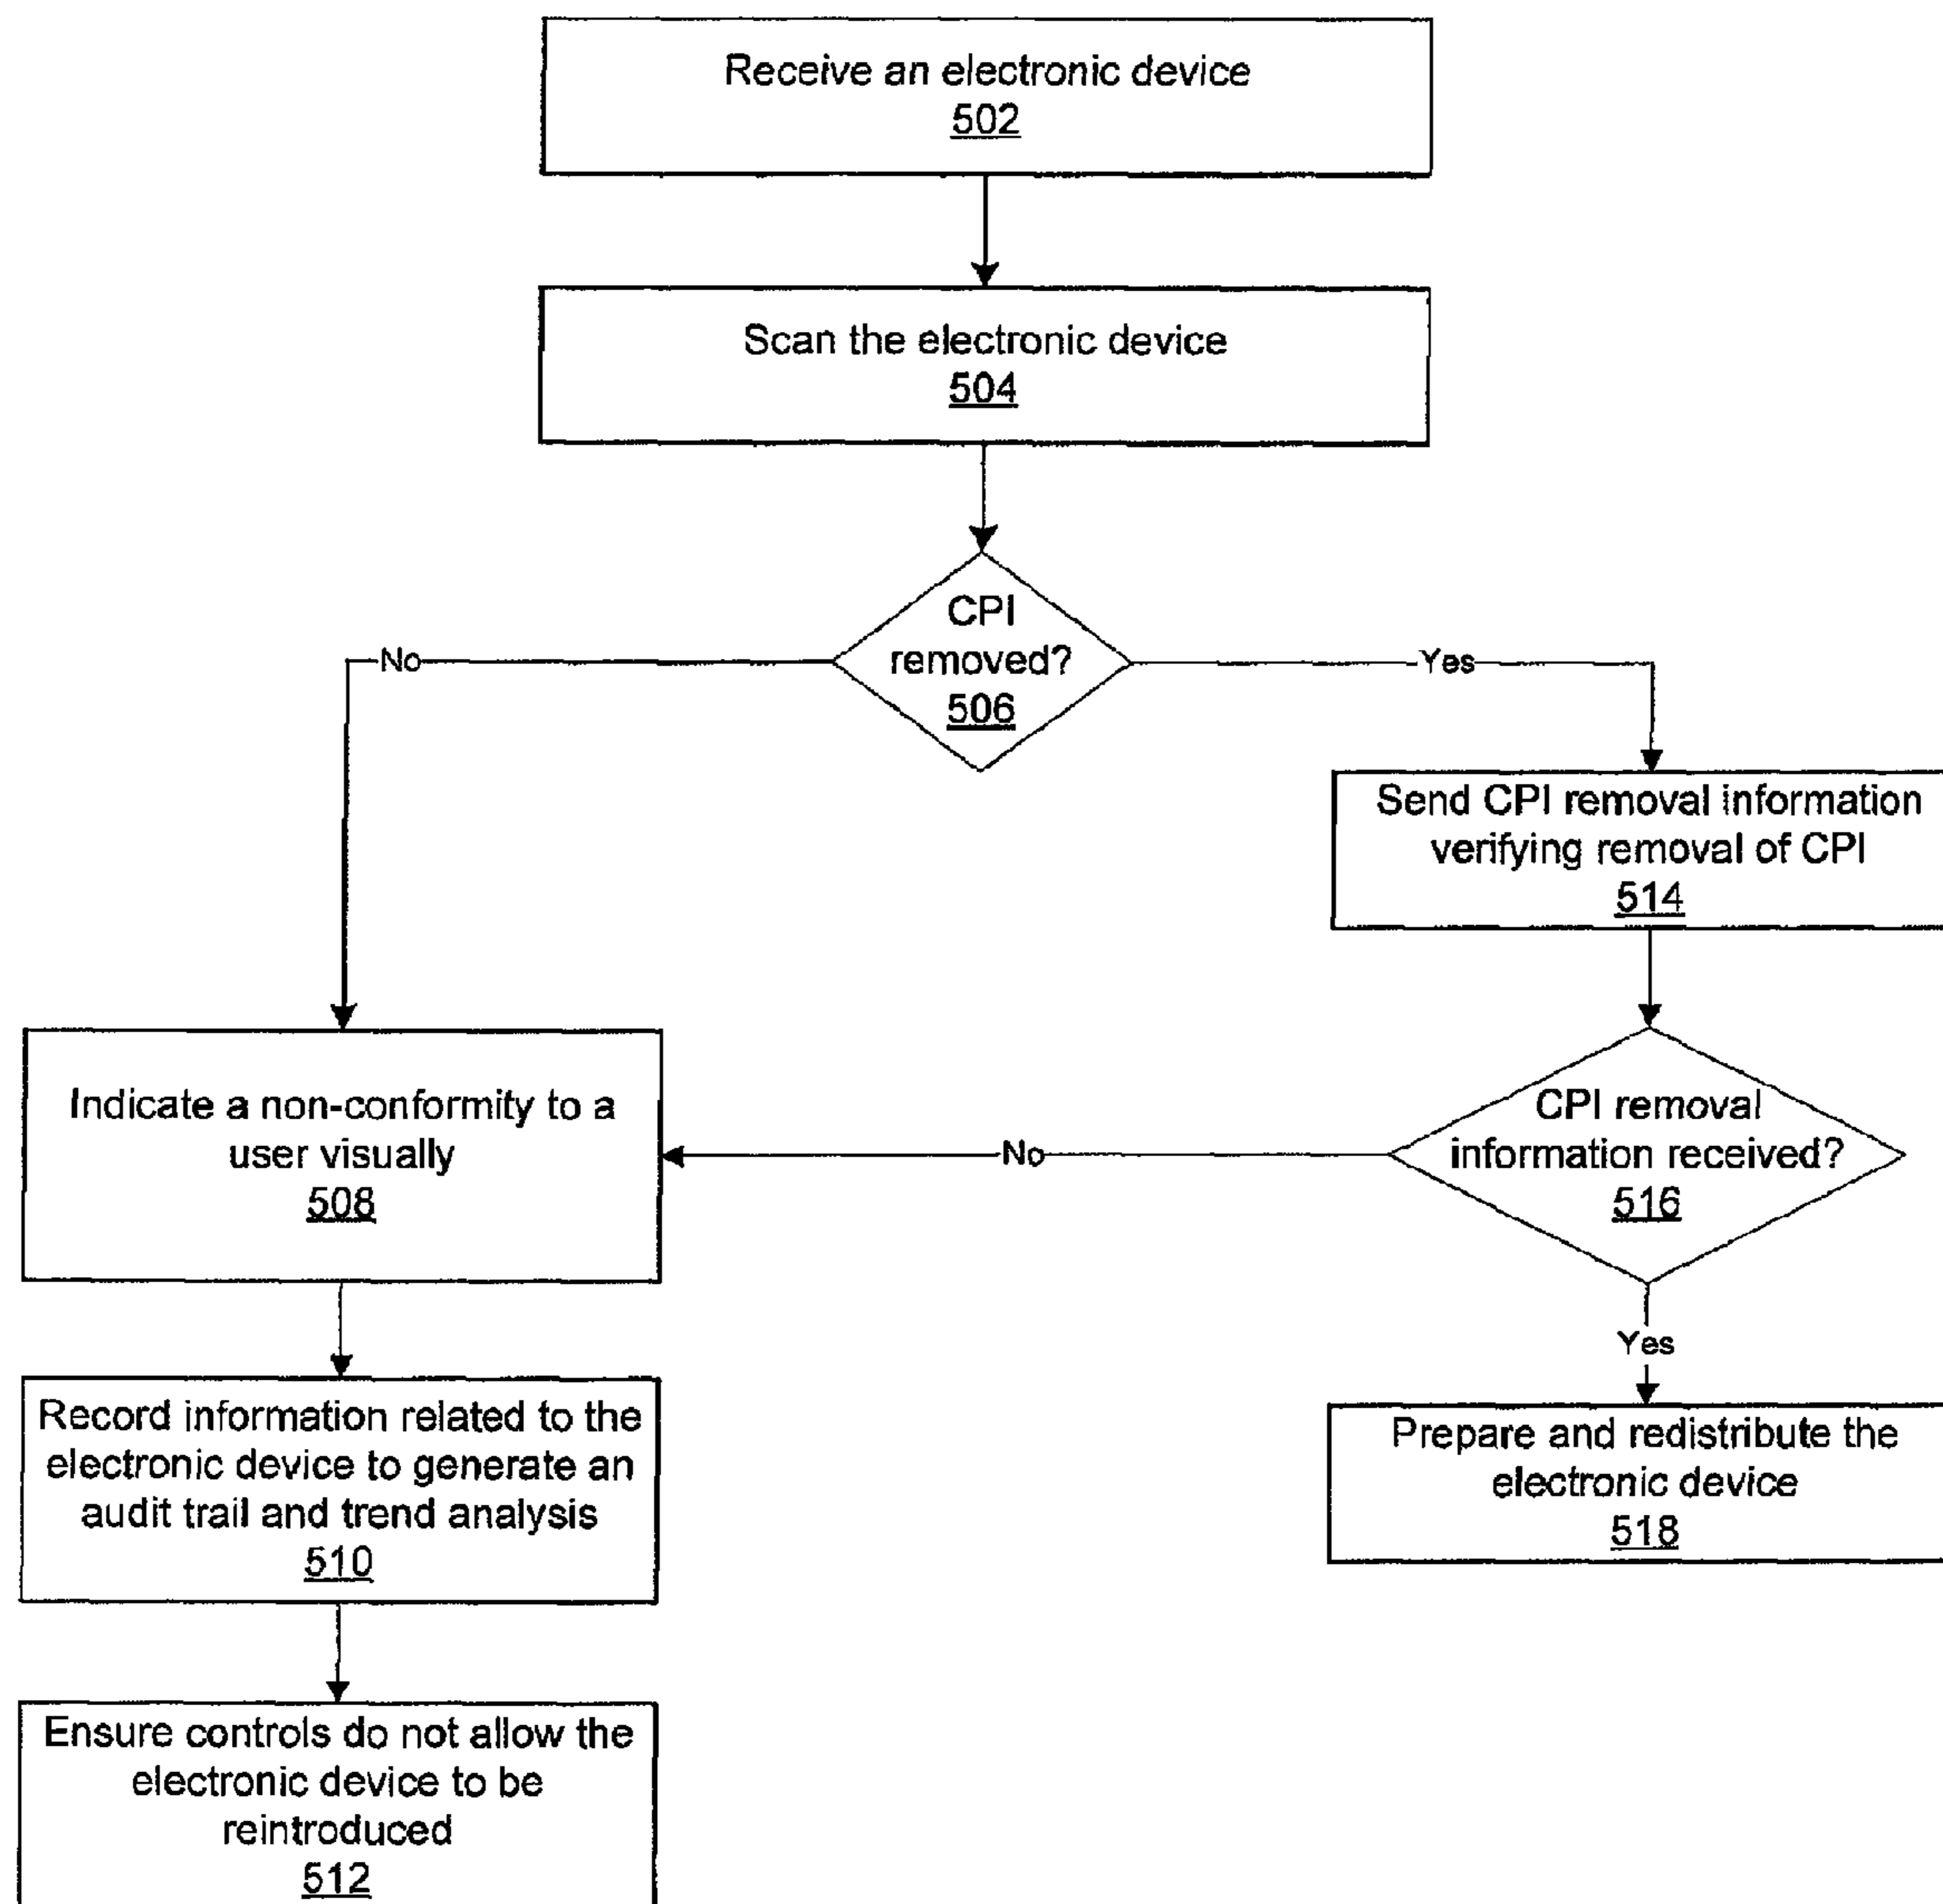 Receive an electronic device
502
Scan the electronic device
504
CPI
removed?
506
No
Yes
Send CPI removal information
verifying removal of CPI
514
Indicate a non-conformity to a
user visually
508
No
CPI removal
information received?
516
Yes
Record information related to the
electronic device to generate an
audit trail and trend analysis
510
Prepare and redistribute the
electronic device
518
Ensure controls do not allow the
electronic device to be
reintroduced
512